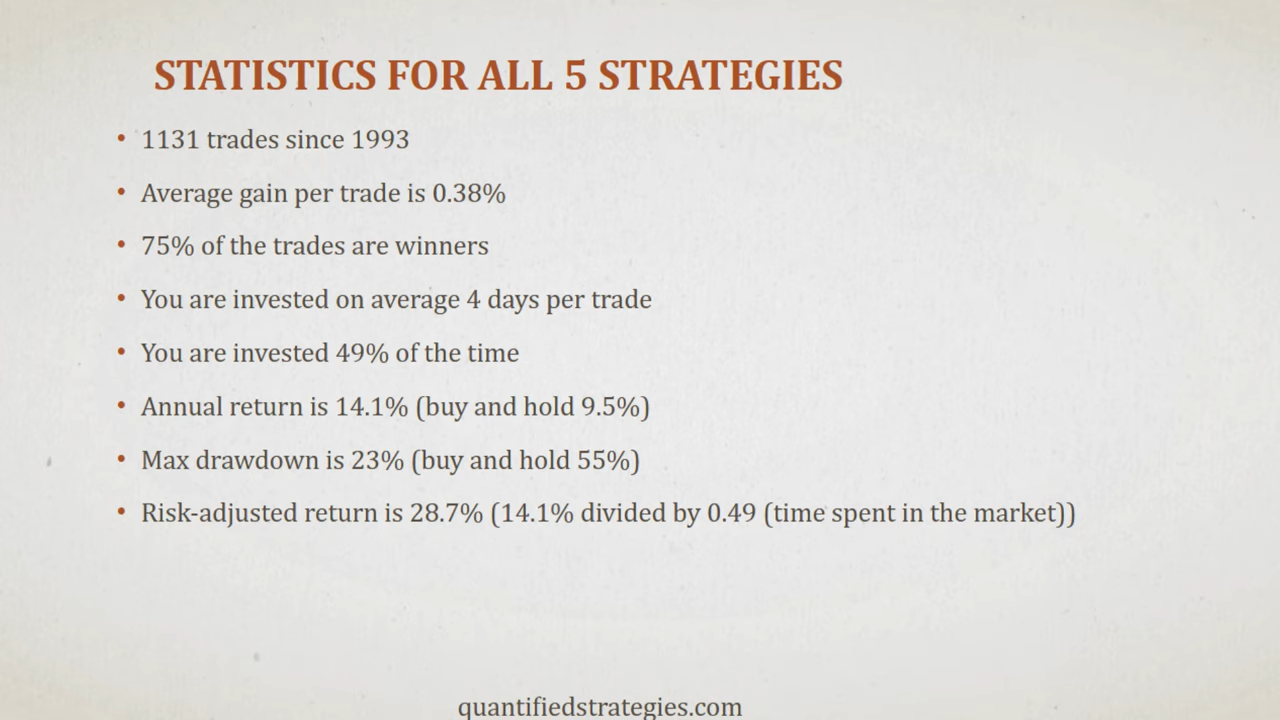 STATISTICS FOR ALL 5 STRATEGIES
• 1131 trades since 1993
• Average gain per trade is 0.38%
• 75% of the trades are winners
• You are invested on average 4 days per trade
• You are invested 49% of the time
• Annual return is 14.1% (buy and hold 9.5%)
• Max drawdown is 23% (buy and hold 55%)
• Risk-adjusted return is 28.7% (14.1% divided by 0.49 (time spent in the market))
quantifiedstrategies.com